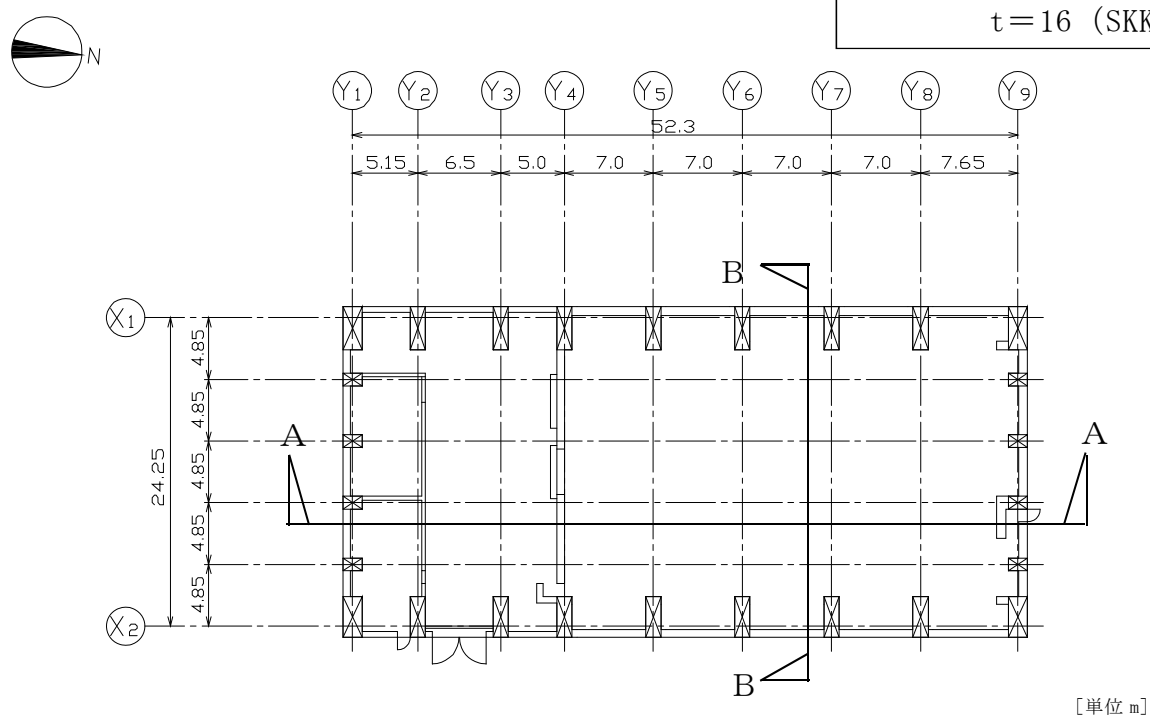 t＝16 (SKK
N
Y1 Y2 Y3 Y4 Y5 Y6 Y7 Y8 Y9
52.3
5.15 6.5 5.0 7.0 7.0 7.0 7.0 7.65
B
X1
4.85
4.85
A A
4.85
24.25
4.85
4.85
X2
B
[単位 m]